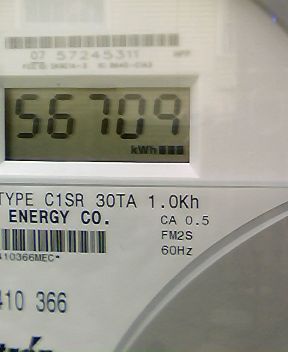 07 57245311
56709
kWh
TYPE C1SR 30TA 1.0Kh
ENERGY CO.
CA 0.5
FM2S
60Hz
410366MEC*
410 366